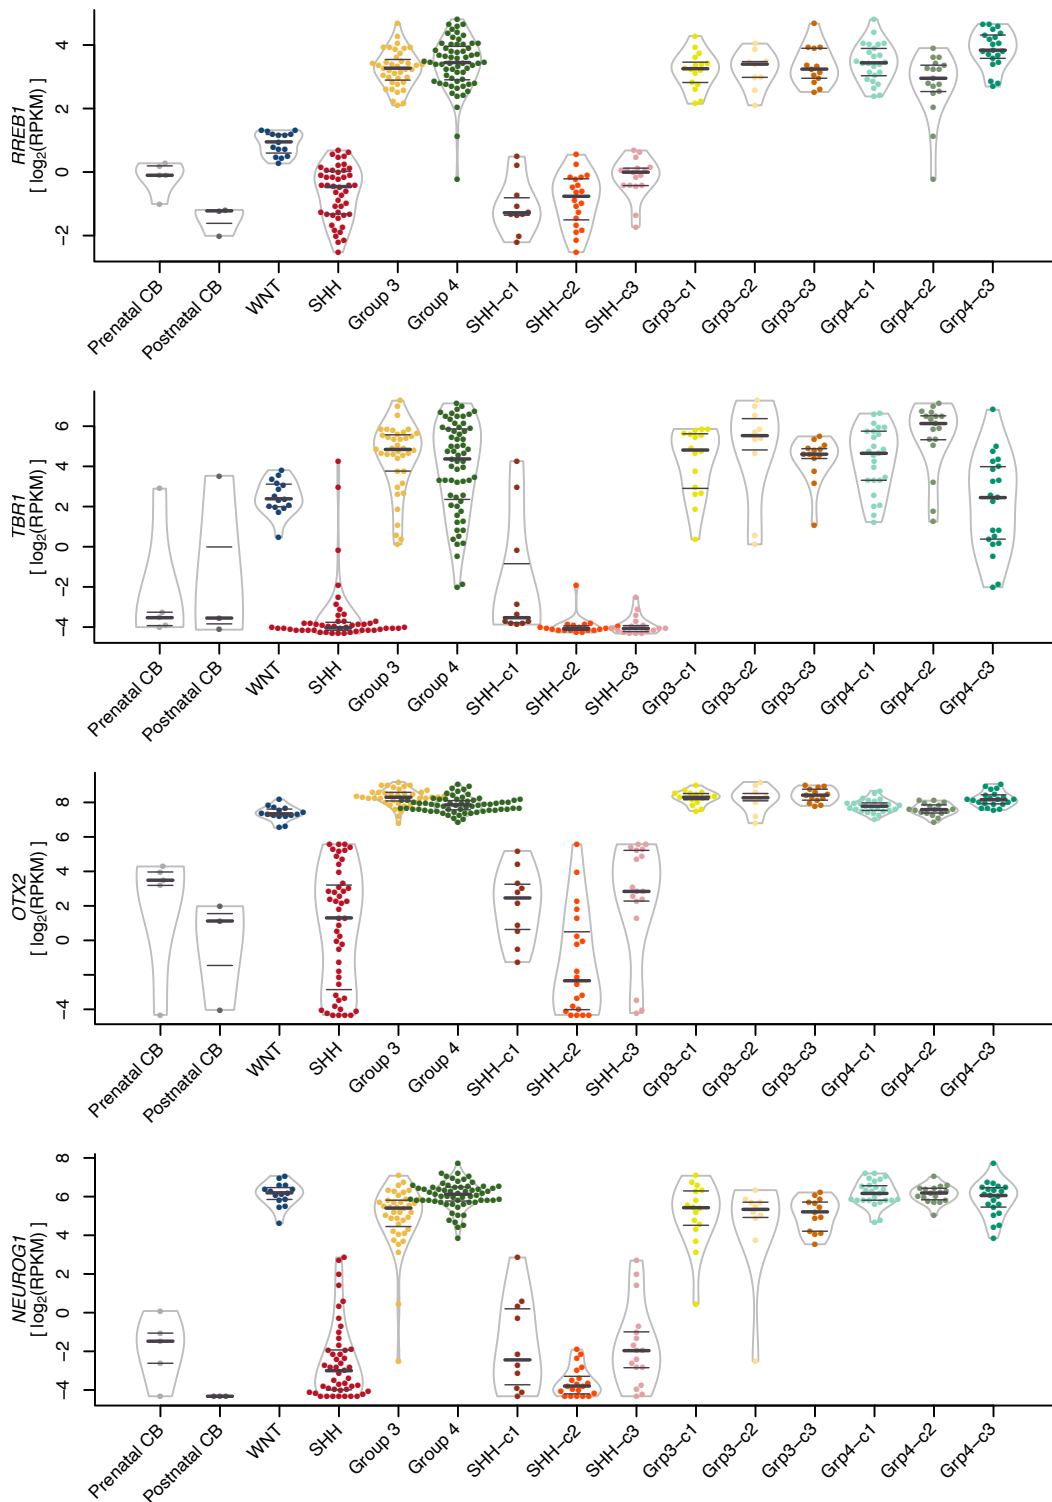 RREB1
[ log₂(RPKM) ]
4
2
0
−2
Prenatal CB
Postnatal CB
WNT
SHH
Group 3
Group 4
SHH−c1
SHH−c2
SHH−c3
Grp3−c1
Grp3−c2
Grp3−c3
Grp4−c1
Grp4−c2
Grp4−c3
TBR1
[ log₂(RPKM) ]
6
4
2
0
−2
−4
Prenatal CB
Postnatal CB
WNT
SHH
Group 3
Group 4
SHH−c1
SHH−c2
SHH−c3
Grp3−c1
Grp3−c2
Grp3−c3
Grp4−c1
Grp4−c2
Grp4−c3
OTX2
[ log₂(RPKM) ]
8
6
4
2
0
−4
Prenatal CB
Postnatal CB
WNT
SHH
Group 3
Group 4
SHH−c1
SHH−c2
SHH−c3
Grp3−c1
Grp3−c2
Grp3−c3
Grp4−c1
Grp4−c2
Grp4−c3
NEUROG1
[ log₂(RPKM) ]
8
6
4
2
0
−2
−4
Prenatal CB
Postnatal CB
WNT
SHH
Group 3
Group 4
SHH−c1
SHH−c2
SHH−c3
Grp3−c1
Grp3−c2
Grp3−c3
Grp4−c1
Grp4−c2
Grp4−c3